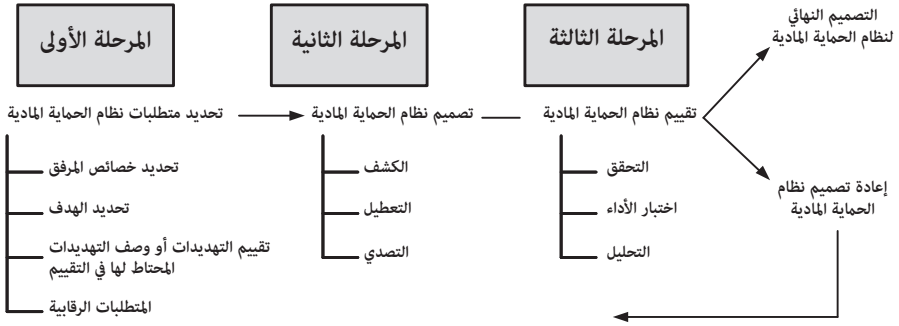 المرحلة الأولى
المرحلة الثانية
المرحلة الثالثة
التصميم النهائي
لنظام الحماية المادية
تحديد متطلبات نظام الحماية المادية
تصميم نظام الحماية المادية
تقييم نظام الحماية المادية
إعادة تصميم نظام
الحماية المادية
تحديد خصائص المرفق
تحديد الهدف
تقييم التهديدات أو وصف التهديدات
المحتاط لها في التقييم
المتطلبات الرقابية
الكشف
التعطيل
التصدي
التحقق
اختبار الأداء
التحليل